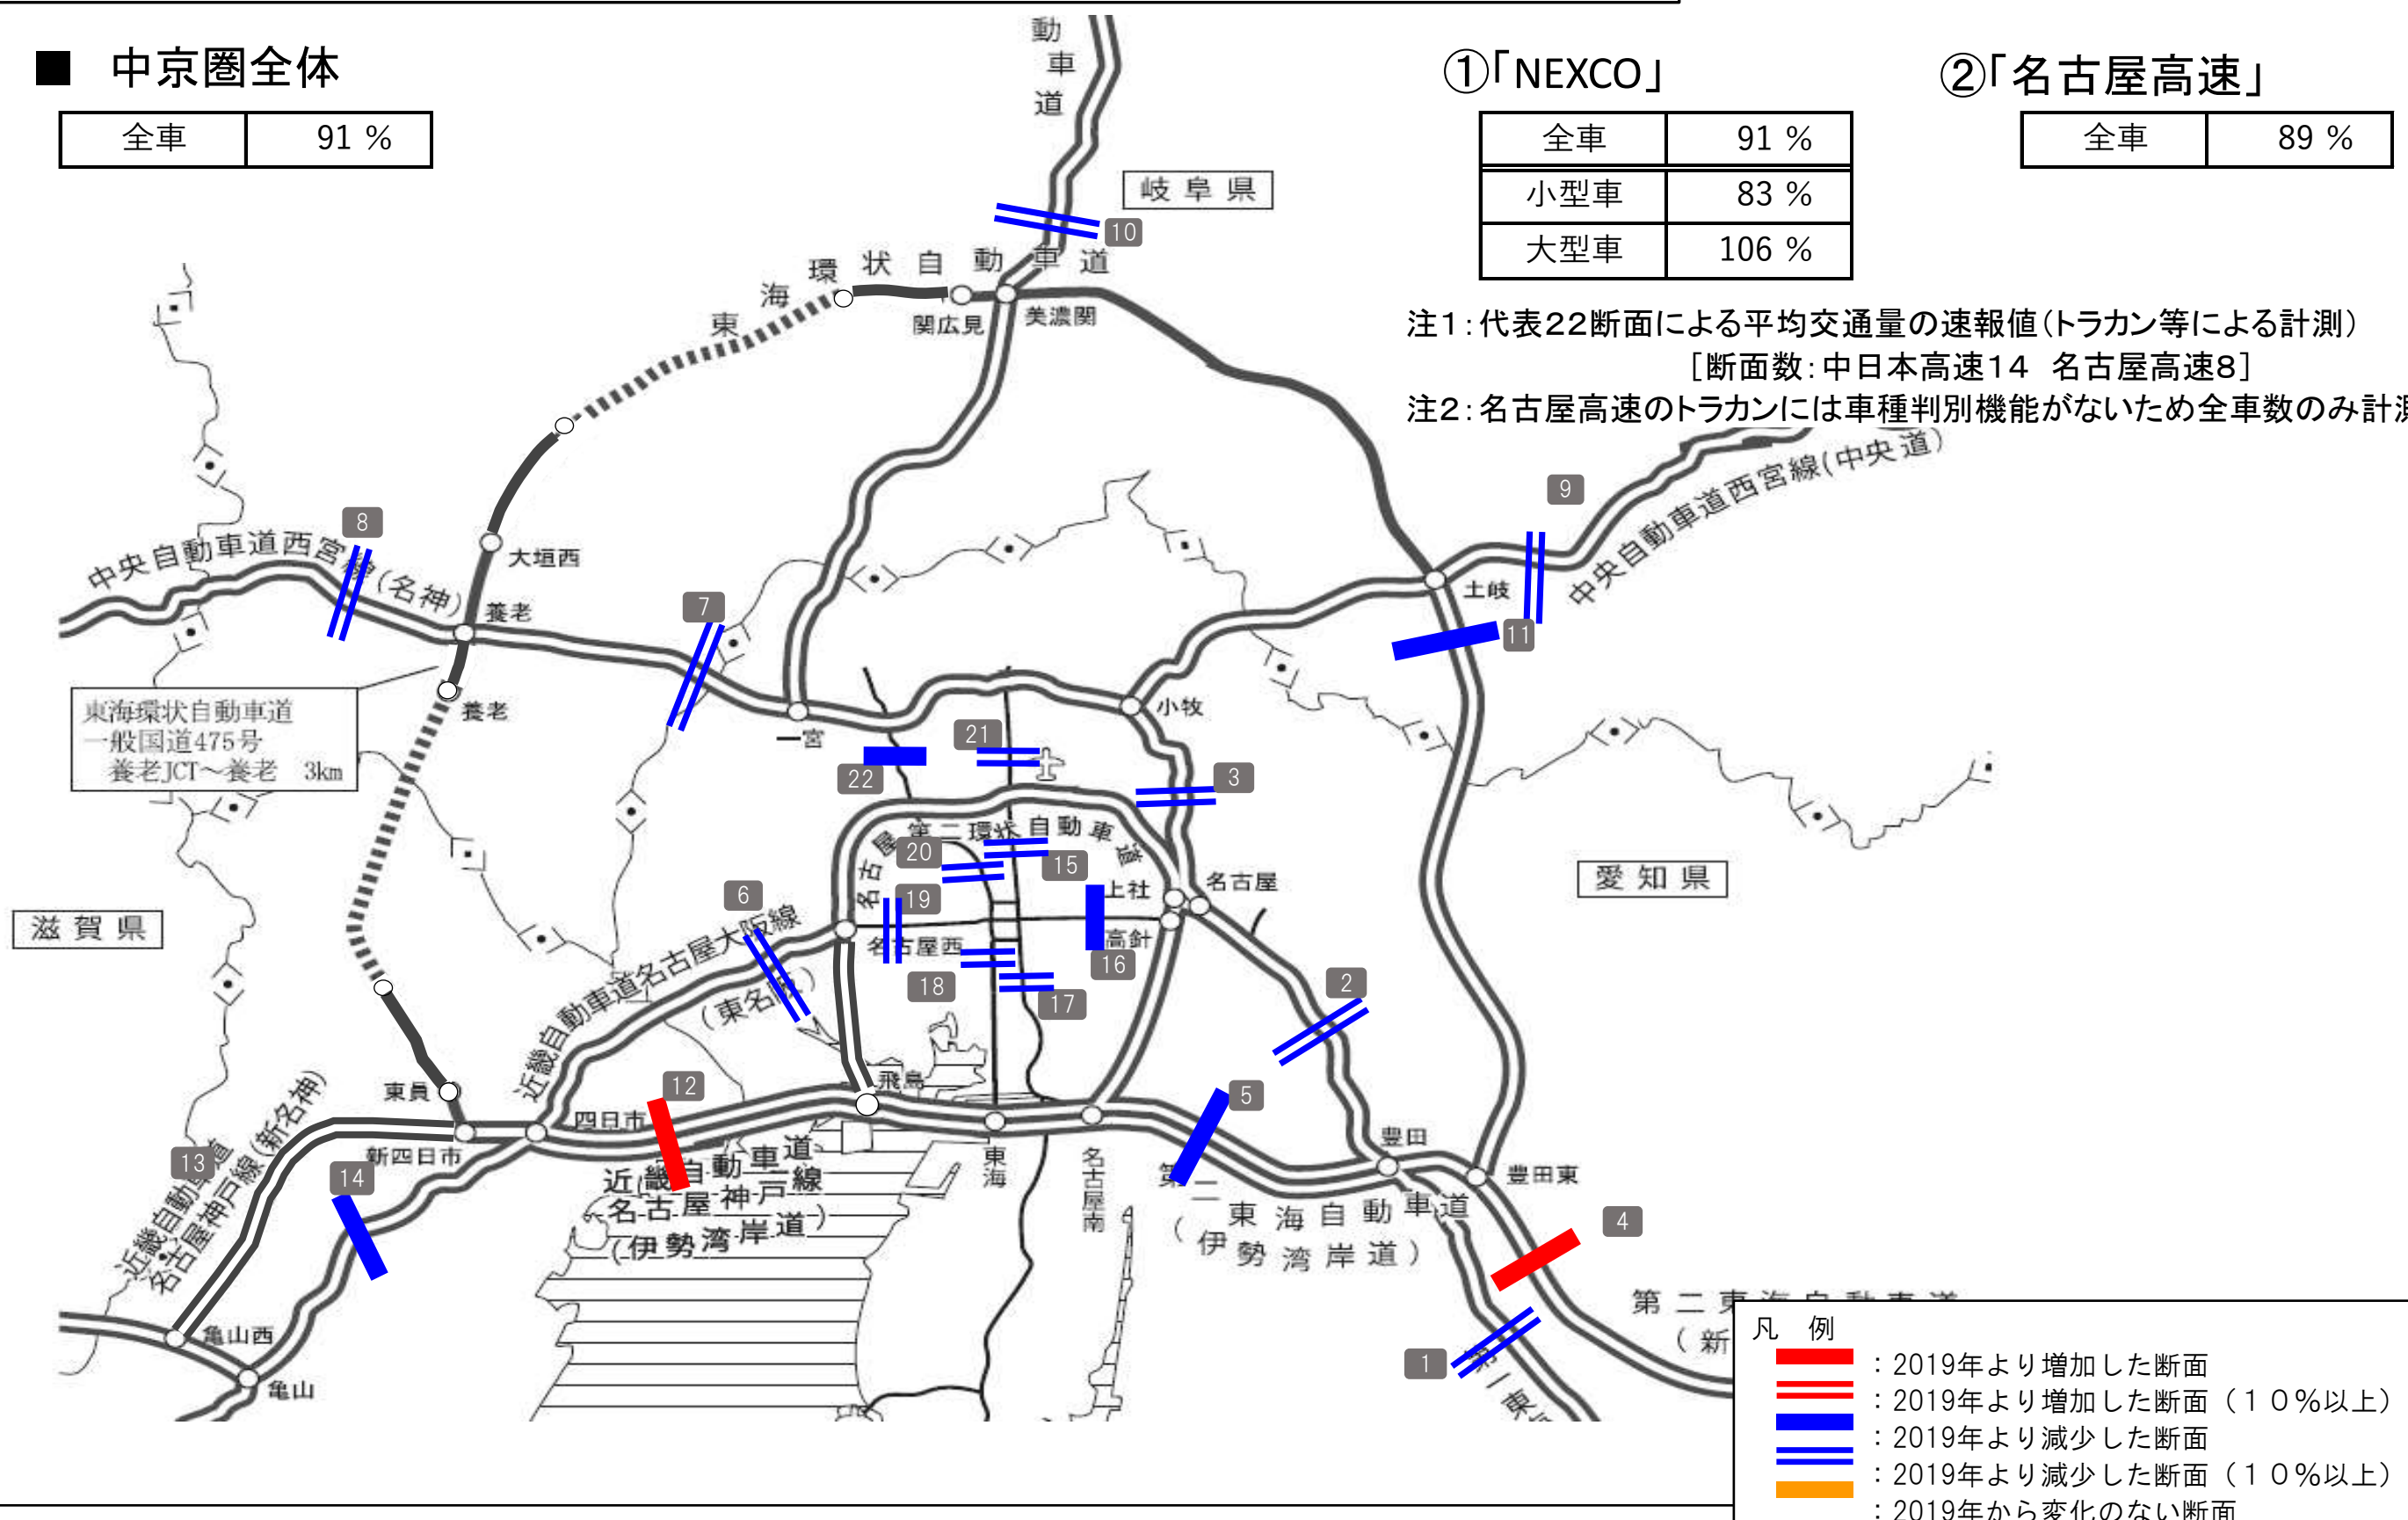 ■ 中京圏全体
全車 91 %
①「NEXCO」
全車 91 %
小型車 83 %
大型車 106 %
②「名古屋高速」
全車 89 %
注1：代表22断面による平均交通量の速報値（トラカン等による計測）
［断面数：中日本高速14 名古屋高速8］
注2：名古屋高速のトラカンには車種判別機能がないため全車数のみ計測
動車道
岐阜県
10
東海環状自動車道
関広見
美濃関
9
中央自動車道西宮線(中央道)
8
中央自動車道西宮線(名神)
大垣西
養老
7
土岐
11
東海環状自動車道
一般国道475号
養老JCT～養老 3km
養老
一宮
小牧
21
22
3
名古屋第二環状自動車道
20
15
上社
名古屋
愛知県
6
19
滋賀県
名古屋西
高針
16
近畿自動車道名古屋大阪線
(東名阪)
18
17
2
飛島
東員
12
5
四日市
新四日市
豊田
東海
名古屋南
豊田東
13
14
近畿自動車道
名古屋神戸線(新名神)
近畿自動車道
名古屋神戸線
(伊勢湾岸道)
第二東海自動車道
(伊勢湾岸道)
4
第二東海自動車道
(新
亀山西
亀山
1
第一東
凡 例
：2019年より増加した断面
：2019年より増加した断面（１０％以上）
：2019年より減少した断面
：2019年より減少した断面（１０％以上）
：2019年から変化のない断面